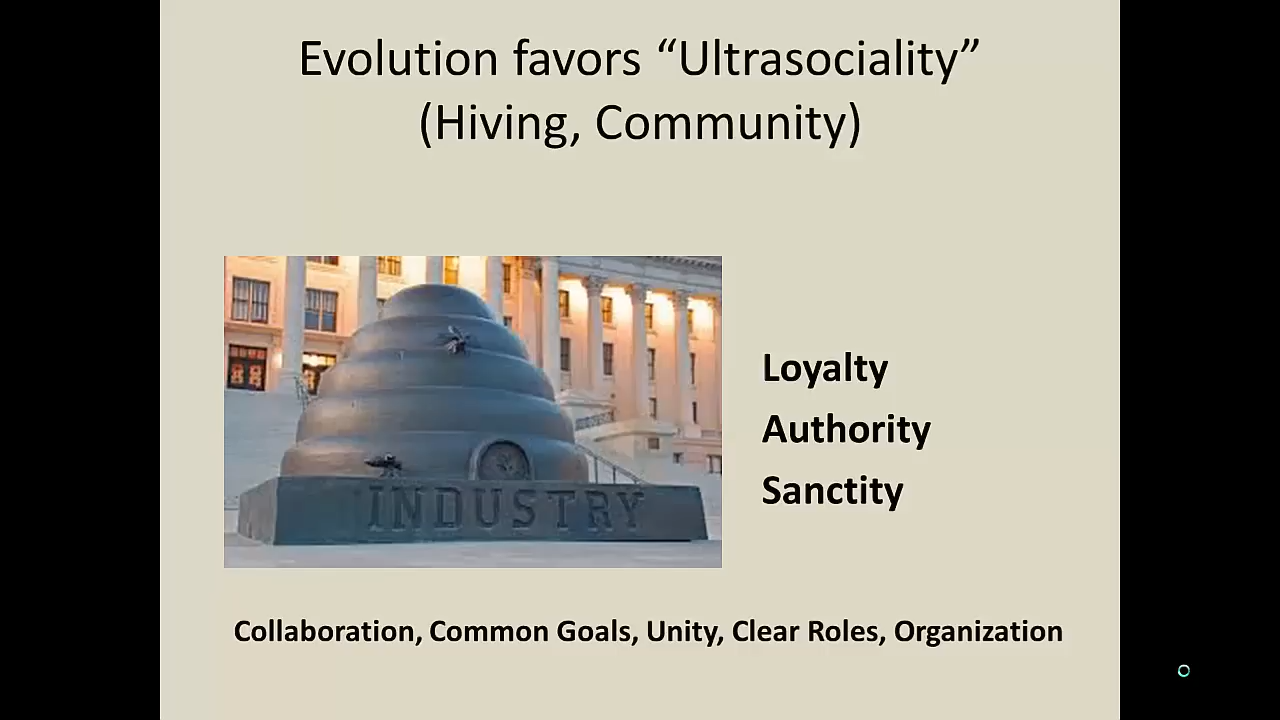 Evolution favors “Ultrasociality”
(Hiving, Community)
INDUSTRY
Loyalty
Authority
Sanctity
Collaboration, Common Goals, Unity, Clear Roles, Organization